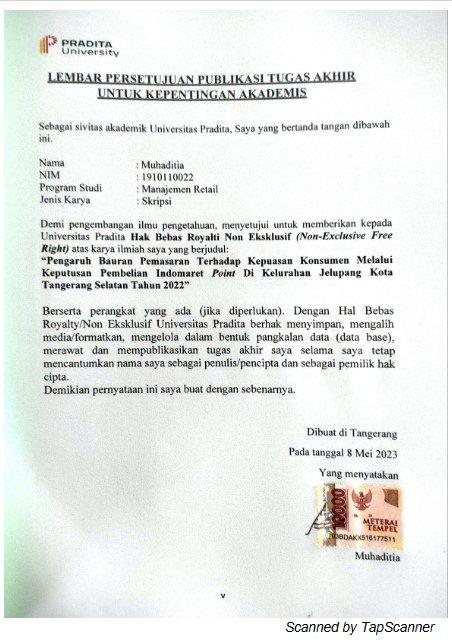 PRADITA
University
LEMBAR PERSETUJUAN PUBLIKASI TUGAS AKHIR
UNTUK KEPENTINGAN AKADEMIS
Sebagai sivitas akademik Universitas Pradita, Saya yang bertanda tangan dibawah
ini.
Nama : Muhaditia
NIM : 1910110022
Program Studi : Manajemen Retail
Jenis Karya : Skripsi
Demi pengembangan ilmu pengetahuan, menyetujui untuk memberikan kepada
Universitas Pradita Hak Bebas Royalti Non Eksklusif (Non-Exclusive Free
Right) atas karya ilmiah saya yang berjudul:
“Pengaruh Bauran Pemasaran Terhadap Kepuasan Konsumen Melalui
Keputusan Pembelian Indomaret Point Di Kelurahan Jelupang Kota
Tangerang Selatan Tahun 2022”
Berserta perangkat yang ada (jika diperlukan). Dengan Hal Bebas
Royalty/Non Eksklusif Universitas Pradita berhak menyimpan, mengalih
media/formatkan, mengelola dalam bentuk pangkalan data (data base),
merawat dan mempublikasikan tugas akhir saya selama saya tetap
mencantumkan nama saya sebagai penulis/pencipta dan sebagai pemilik hak
cipta.
Demikian pernyataan ini saya buat dengan sebenarnya.
Dibuat di Tangerang
Pada tanggal 8 Mei 2023
Yang menyatakan
10000
METERAI
TEMPEL
Muhaditia
v
Scanned by TapScanner